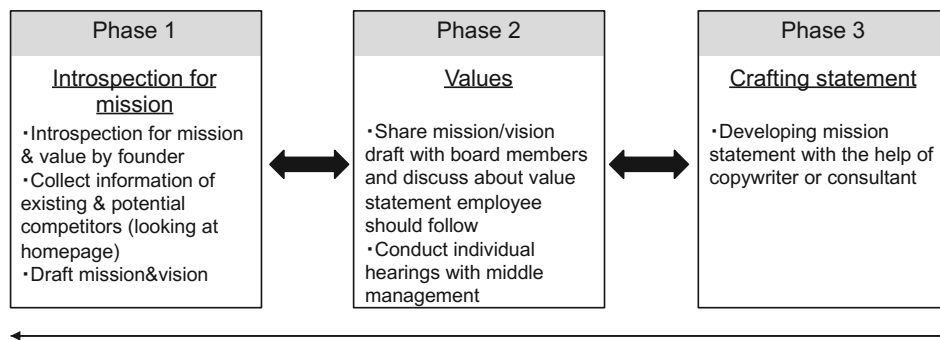 Phase 1
Introspection for
mission
・Introspection for mission
& value by founder
・Collect information of
existing & potential
competitors (looking at
homepage)
・Draft mission&vision
Phase 2
Values
・Share mission/vision
draft with board members
and discuss about value
statement employee
should follow
・Conduct individual
hearings with middle
management
Phase 3
Crafting statement
・Developing mission
statement with the help of
copywriter or consultant